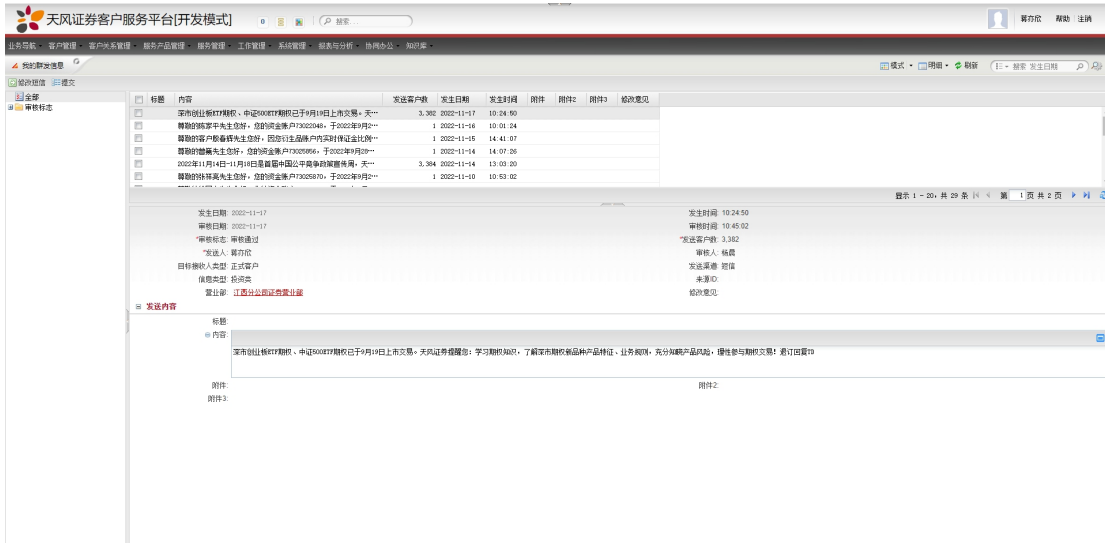 天风证券客户服务平台[开发模式] 0 搜索... 蒋亦欣 帮助 注销
业务导航 客户管理 客户关系管理 服务产品管理 服务管理 工作管理 系统管理 报表与分析 协同办公 知识库
我的群发信息 模式 明细 刷新 搜索 发生日期
修改短信 提交
全部
审核标志
标题 内容 发送客户数 发生日期 发生时间 附件 附件2 附件3 修改意见
深市创业板ETF期权、中证500ETF期权已于9月19日上市交易。天… 3,382 2022-11-17 10:24:50
尊敬的陈家平先生您好，您的资金账户73022048，于2022年9月2… 1 2022-11-16 10:01:24
尊敬的客户殷春辉先生您好，因您衍生品账户内实时保证金比例… 1 2022-11-15 14:41:07
先生您好，您的资金账户73025856，于2022年9月28… 1 2022-11-14 14:07:26
2022年11月14日-11月18日是首届中国公平竞争政策宣传周，天… 3,384 2022-11-14 13:03:20
尊敬的张祥高先生您好，您的资金账户73025870，于2022年9月2… 1 2022-11-10 10:53:02
显示 1 - 20，共 29 条 第 1 页 共 2 页
发生日期: 2022-11-17 发生时间: 10:24:50
审核日期: 2022-11-17 审核时间: 10:45:02
*审核标志: 审核通过 *发送客户数: 3,382
*发送人: 蒋亦欣 审核人: 杨晨
目标接收人类型: 正式客户 发送渠道: 短信
信息类型: 投资类 来源ID:
营业部: 江西分公司证券营业部 修改意见:
发送内容
标题:
内容:
深市创业板ETF期权、中证500ETF期权已于9月19日上市交易。天风证券提醒您：学习期权知识，了解深市期权新品种产品特征、业务规则，充分知晓产品风险，理性参与期权交易！退订回复TD
附件: 附件2:
附件3: